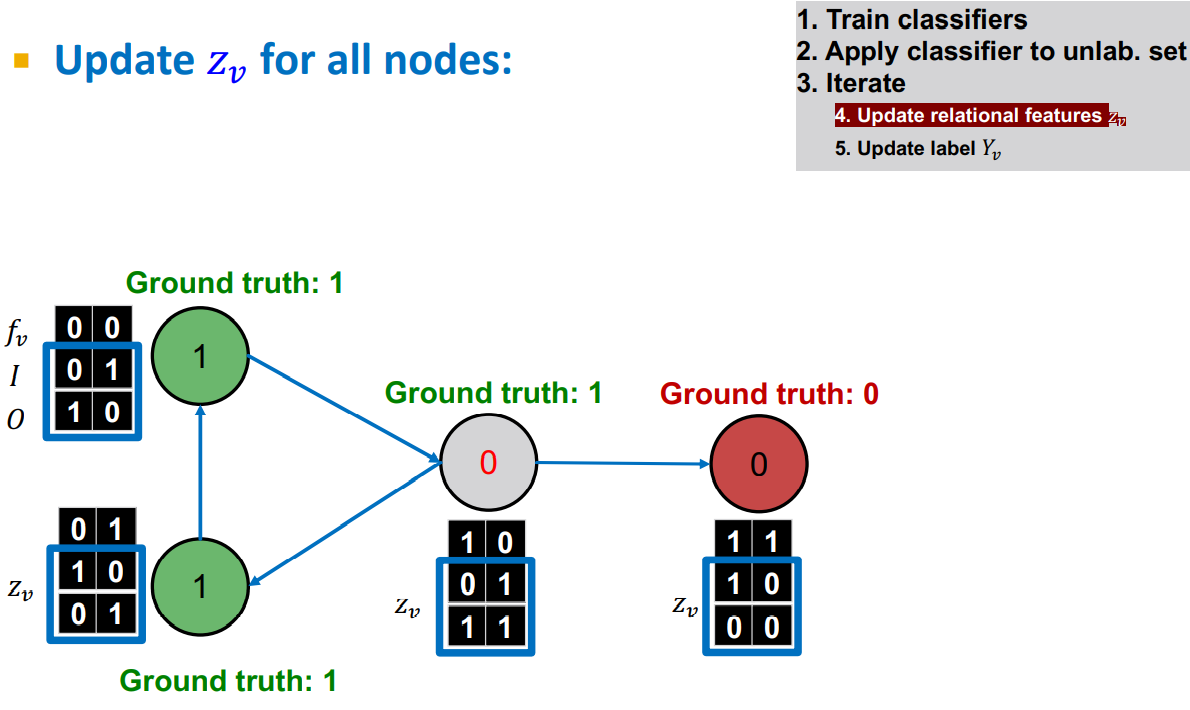 Update z_v for all nodes:
1. Train classifiers
2. Apply classifier to unlab. set
3. Iterate
4. Update relational features z_v
5. Update label Y_v
Ground truth: 1
f_v 0 0
I 0 1
O 1 0
1
Ground truth: 1
0
Ground truth: 0
0
0 1
z_v 1 0
0 1
1
1 0
z_v 0 1
1 1
1 1
z_v 1 0
0 0
Ground truth: 1